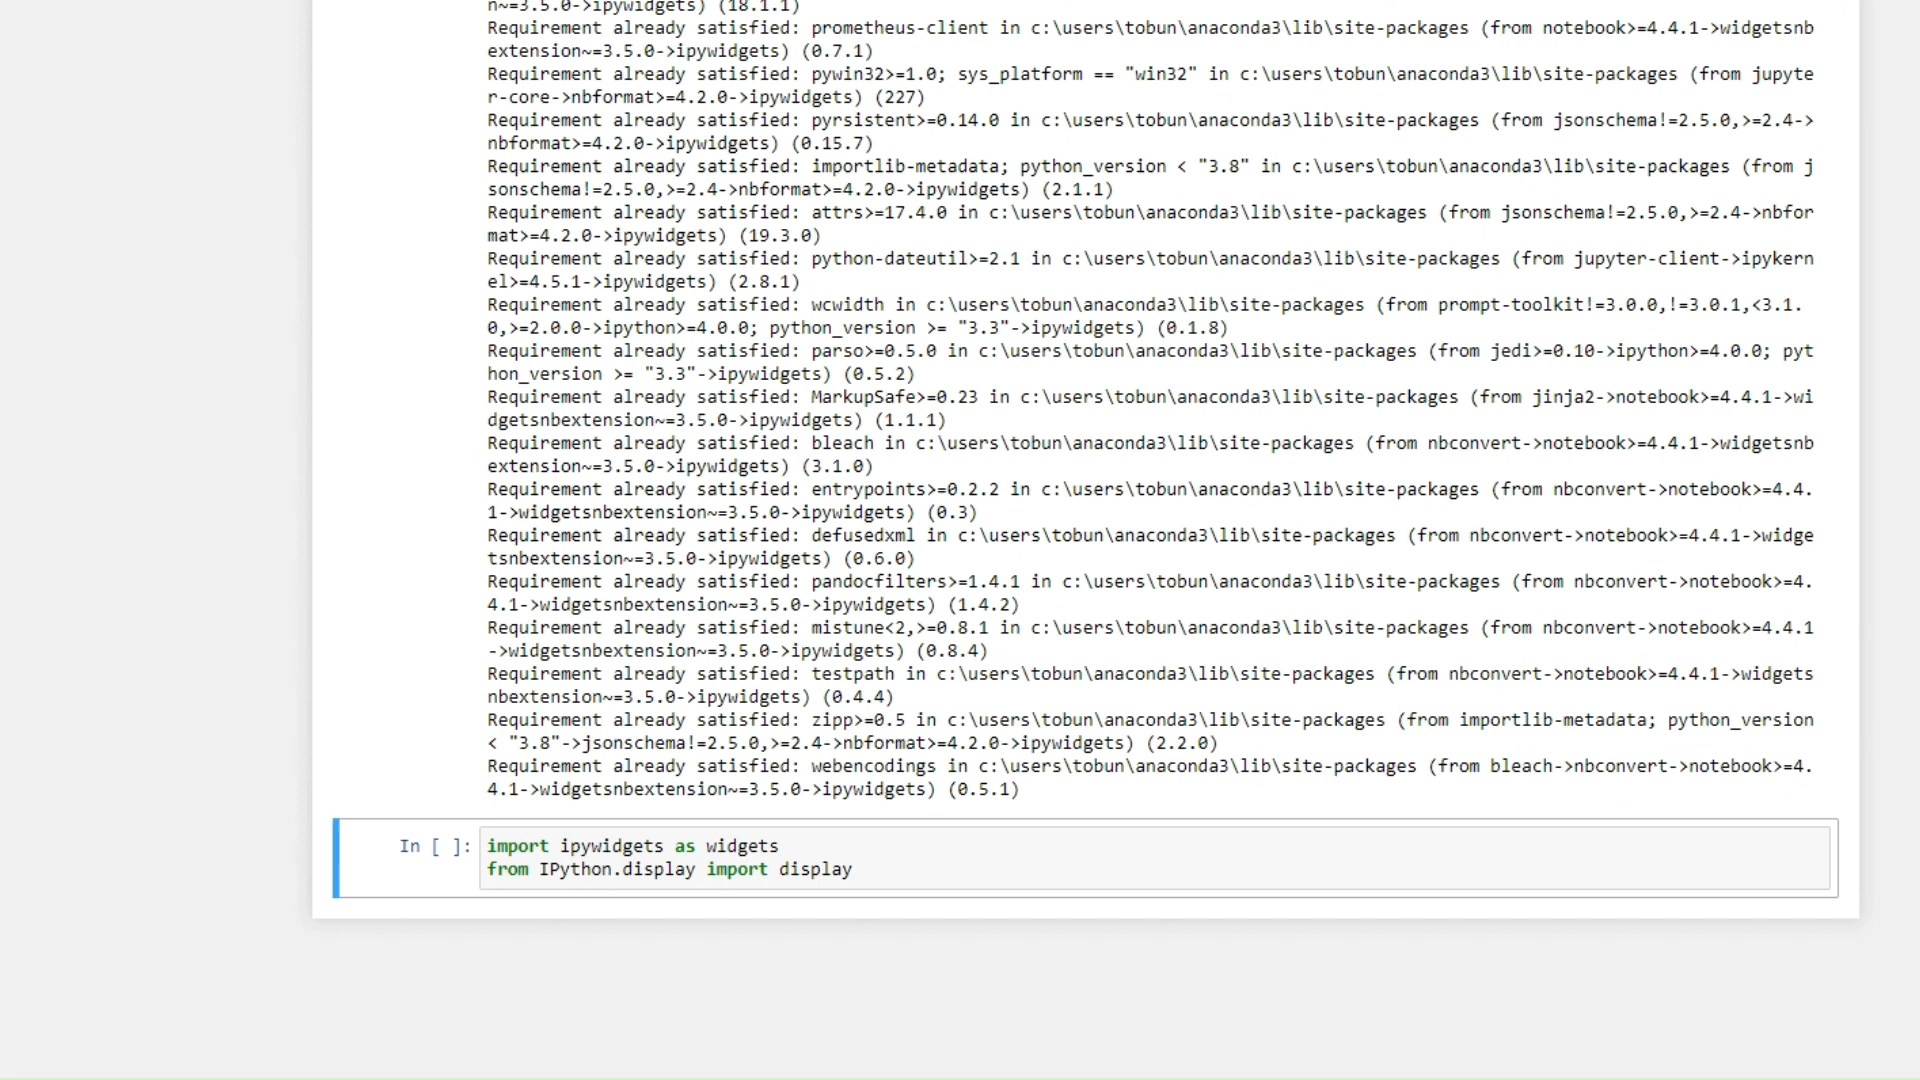 n~=3.5.0->ipywidgets) (18.1.1)
Requirement already satisfied: prometheus-client in c:\users\tobun\anaconda3\lib\site-packages (from notebook>=4.4.1->widgetsnb
extension~=3.5.0->ipywidgets) (0.7.1)
Requirement already satisfied: pywin32>=1.0; sys_platform == "win32" in c:\users\tobun\anaconda3\lib\site-packages (from jupyte
r-core->nbformat>=4.2.0->ipywidgets) (227)
Requirement already satisfied: pyrsistent>=0.14.0 in c:\users\tobun\anaconda3\lib\site-packages (from jsonschema!=2.5.0,>=2.4->
nbformat>=4.2.0->ipywidgets) (0.15.7)
Requirement already satisfied: importlib-metadata; python_version < "3.8" in c:\users\tobun\anaconda3\lib\site-packages (from j
sonschema!=2.5.0,>=2.4->nbformat>=4.2.0->ipywidgets) (2.1.1)
Requirement already satisfied: attrs>=17.4.0 in c:\users\tobun\anaconda3\lib\site-packages (from jsonschema!=2.5.0,>=2.4->nbfor
mat>=4.2.0->ipywidgets) (19.3.0)
Requirement already satisfied: python-dateutil>=2.1 in c:\users\tobun\anaconda3\lib\site-packages (from jupyter-client->ipykern
el>=4.5.1->ipywidgets) (2.8.1)
Requirement already satisfied: wcwidth in c:\users\tobun\anaconda3\lib\site-packages (from prompt-toolkit!=3.0.0,!=3.0.1,<3.1.
0,>=2.0.0->ipython>=4.0.0; python_version >= "3.3"->ipywidgets) (0.1.8)
Requirement already satisfied: parso>=0.5.0 in c:\users\tobun\anaconda3\lib\site-packages (from jedi>=0.10->ipython>=4.0.0; pyt
hon_version >= "3.3"->ipywidgets) (0.5.2)
Requirement already satisfied: MarkupSafe>=0.23 in c:\users\tobun\anaconda3\lib\site-packages (from jinja2->notebook>=4.4.1->wi
dgetsnbextension~=3.5.0->ipywidgets) (1.1.1)
Requirement already satisfied: bleach in c:\users\tobun\anaconda3\lib\site-packages (from nbconvert->notebook>=4.4.1->widgetsnb
extension~=3.5.0->ipywidgets) (3.1.0)
Requirement already satisfied: entrypoints>=0.2.2 in c:\users\tobun\anaconda3\lib\site-packages (from nbconvert->notebook>=4.4.
1->widgetsnbextension~=3.5.0->ipywidgets) (0.3)
Requirement already satisfied: defusedxml in c:\users\tobun\anaconda3\lib\site-packages (from nbconvert->notebook>=4.4.1->widge
tsnbextension~=3.5.0->ipywidgets) (0.6.0)
Requirement already satisfied: pandocfilters>=1.4.1 in c:\users\tobun\anaconda3\lib\site-packages (from nbconvert->notebook>=4.
4.1->widgetsnbextension~=3.5.0->ipywidgets) (1.4.2)
Requirement already satisfied: mistune<2,>=0.8.1 in c:\users\tobun\anaconda3\lib\site-packages (from nbconvert->notebook>=4.4.1
->widgetsnbextension~=3.5.0->ipywidgets) (0.8.4)
Requirement already satisfied: testpath in c:\users\tobun\anaconda3\lib\site-packages (from nbconvert->notebook>=4.4.1->widgets
nbextension~=3.5.0->ipywidgets) (0.4.4)
Requirement already satisfied: zipp>=0.5 in c:\users\tobun\anaconda3\lib\site-packages (from importlib-metadata; python_version
< "3.8"->jsonschema!=2.5.0,>=2.4->nbformat>=4.2.0->ipywidgets) (2.2.0)
Requirement already satisfied: webencodings in c:\users\tobun\anaconda3\lib\site-packages (from bleach->nbconvert->notebook>=4.
4.1->widgetsnbextension~=3.5.0->ipywidgets) (0.5.1)
In [ ]: import ipywidgets as widgets
from IPython.display import display